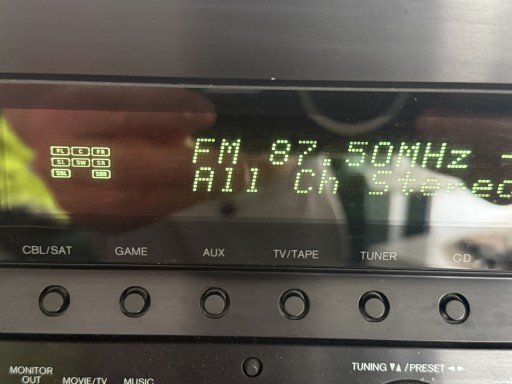 FL C FR
SL SW SR
SBL SBR
FM 87.50MHz -
All Ch Stereo
CBL/SAT GAME AUX TV/TAPE TUNER CD
MONITOR
OUT MOVIE/TV MUSIC
TUNING ▼▲ /PRESET ◄ ►